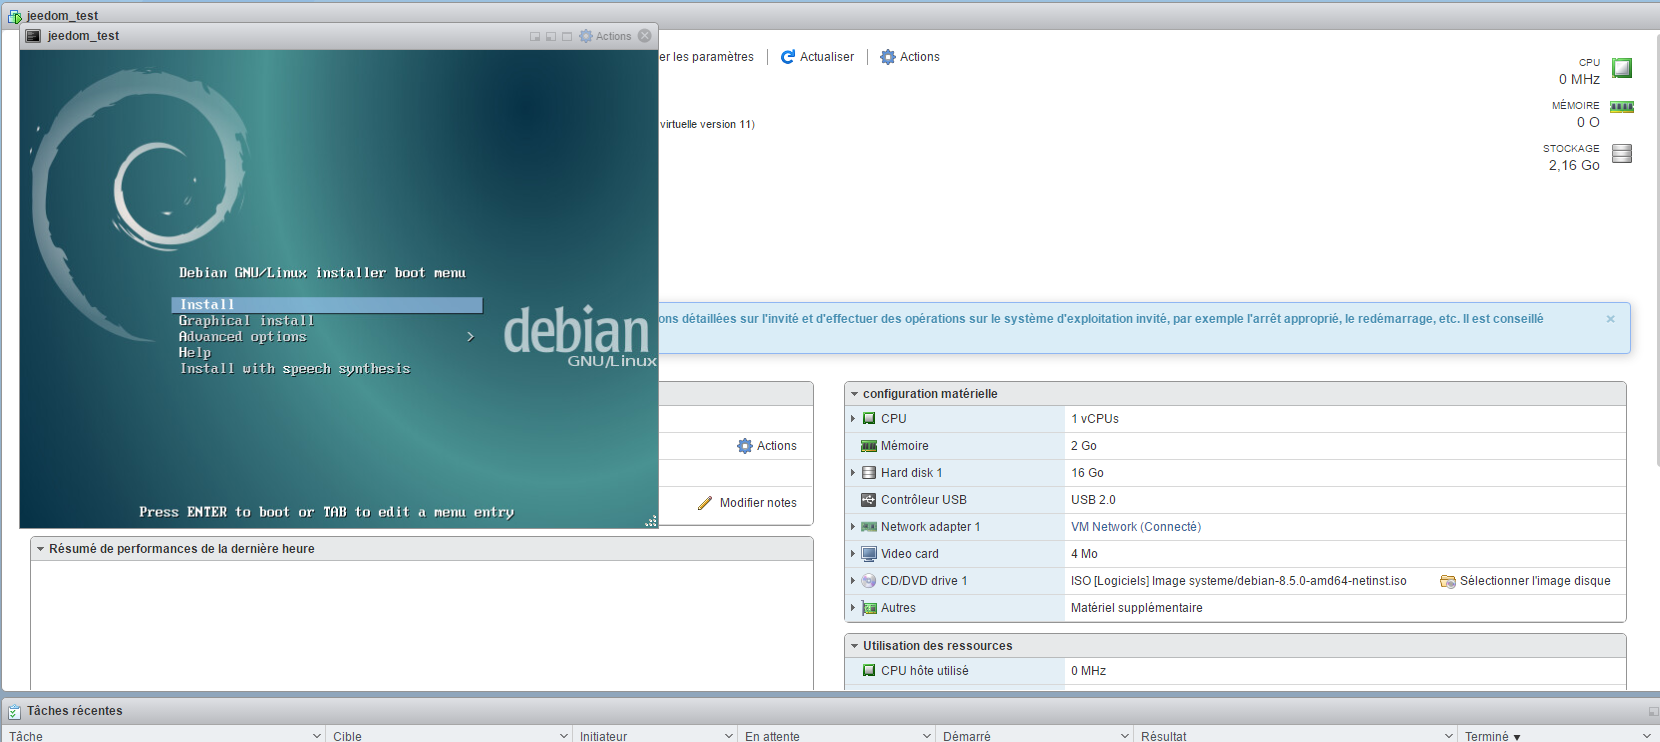 jeedom_test
jeedom_test
Actions
er les paramètres
Actualiser
Actions
virtuelle version 11)
CPU
0 MHz
MÉMOIRE
0 O
STOCKAGE
2,16 Go
Debian GNU/Linux installer boot menu
Install
Graphical install
Advanced options >
Help
Install with speech synthesis
debian
GNU/Linux
Press ENTER to boot or TAB to edit a menu entry
ons détaillées sur l'invité et d'effectuer des opérations sur le système d'exploitation invité, par exemple l'arrêt approprié, le redémarrage, etc. Il est conseillé
Actions
Modifier notes
Résumé de performances de la dernière heure
configuration matérielle
CPU 1 vCPUs
Mémoire 2 Go
Hard disk 1 16 Go
Contrôleur USB USB 2.0
Network adapter 1 VM Network (Connecté)
Video card 4 Mo
CD/DVD drive 1 ISO [Logiciels] Image systeme/debian-8.5.0-amd64-netinst.iso Sélectionner l'image disque
Autres Matériel supplémentaire
Utilisation des ressources
CPU hôte utilisé 0 MHz
Tâches récentes
Tâche Cible Initiateur En attente Démarré Résultat Terminé